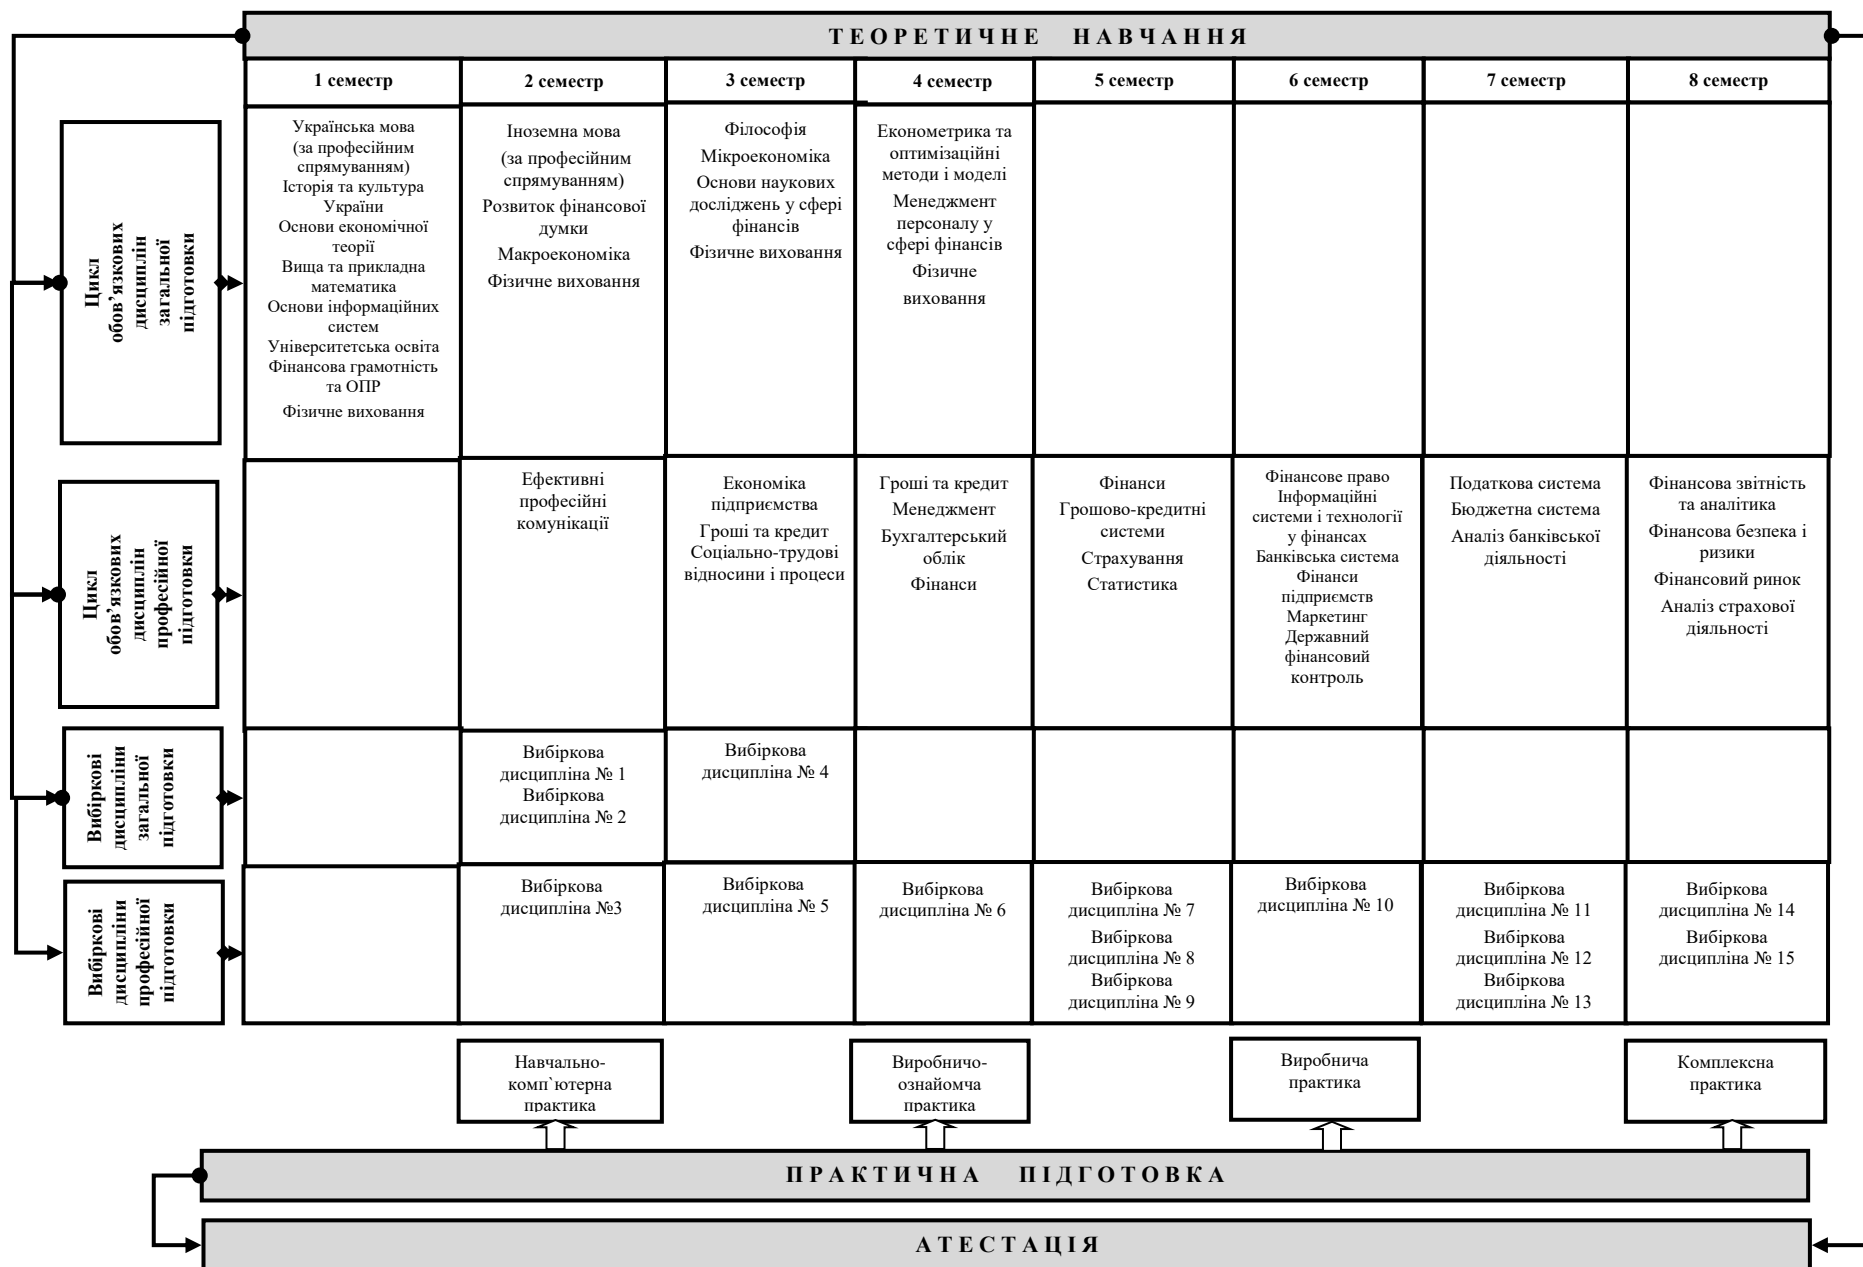 ТЕОРЕТИЧНЕ НАВЧАННЯ
1 семестр
2 семестр
3 семестр
4 семестр
5 семестр
6 семестр
7 семестр
8 семестр
Цикл
обов’язкових
дисциплін
загальної
підготовки
Українська мова
(за професійним
спрямуванням)
Історія та культура
України
Основи економічної
теорії
Вища та прикладна
математика
Основи інформаційних
систем
Університетська освіта
Фінансова грамотність
та ОПР
Фізичне виховання
Іноземна мова
(за професійним
спрямуванням)
Розвиток фінансової
думки
Макроекономіка
Фізичне виховання
Філософія
Мікроекономіка
Основи наукових
досліджень у сфері
фінансів
Фізичне виховання
Економетрика та
оптимізаційні
методи і моделі
Менеджмент
персоналу у
сфері фінансів
Фізичне
виховання
Цикл
обов’язкових
дисциплін
професійної
підготовки
Ефективні
професійні
комунікації
Економіка
підприємства
Гроші та кредит
Соціально-трудові
відносини і процеси
Гроші та кредит
Менеджмент
Бухгалтерський
облік
Фінанси
Фінанси
Грошово-кредитні
системи
Страхування
Статистика
Фінансове право
Інформаційні
системи і технології
у фінансах
Банківська система
Фінанси
підприємств
Маркетинг
Державний
фінансовий
контроль
Податкова система
Бюджетна система
Аналіз банківської
діяльності
Фінансова звітність
та аналітика
Фінансова безпека і
ризики
Фінансовий ринок
Аналіз страхової
діяльності
Вибіркові
дисципліни
загальної
підготовки
Вибіркова
дисципліна № 1
Вибіркова
дисципліна № 2
Вибіркова
дисципліна № 4
Вибіркові
дисципліни
професійної
підготовки
Вибіркова
дисципліна №3
Вибіркова
дисципліна № 5
Вибіркова
дисципліна № 6
Вибіркова
дисципліна № 7
Вибіркова
дисципліна № 8
Вибіркова
дисципліна № 9
Вибіркова
дисципліна № 10
Вибіркова
дисципліна № 11
Вибіркова
дисципліна № 12
Вибіркова
дисципліна № 13
Вибіркова
дисципліна № 14
Вибіркова
дисципліна № 15
Навчально-
комп`ютерна
практика
Виробничо-
ознайомча
практика
Виробнича
практика
Комплексна
практика
ПРАКТИЧНА ПІДГОТОВКА
АТЕСТАЦІЯ